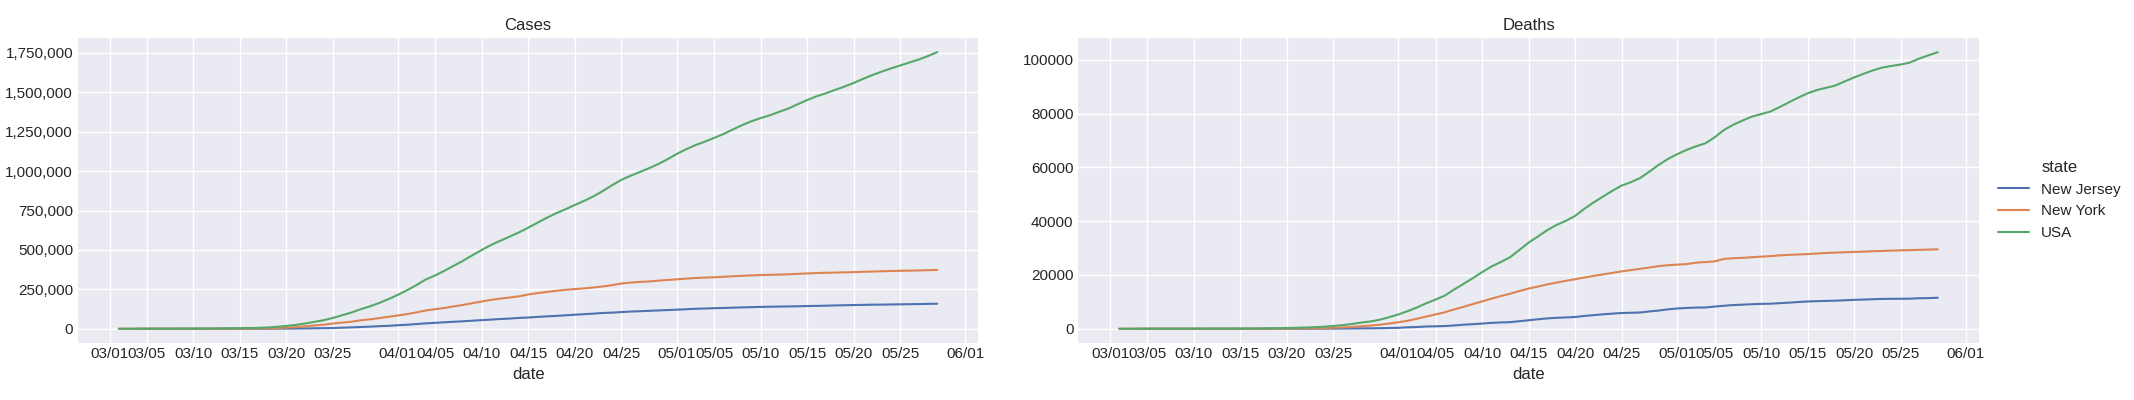 Cases
1,750,000
1,500,000
1,250,000
1,000,000
750,000
500,000
250,000
0
03/01 03/05 03/10 03/15 03/20 03/25 04/01 04/05 04/10 04/15 04/20 04/25 05/01 05/05 05/10 05/15 05/20 05/25 06/01
date
Deaths
100000
80000
60000
40000
20000
0
03/01 03/05 03/10 03/15 03/20 03/25 04/01 04/05 04/10 04/15 04/20 04/25 05/01 05/05 05/10 05/15 05/20 05/25 06/01
date
state
New Jersey
New York
USA